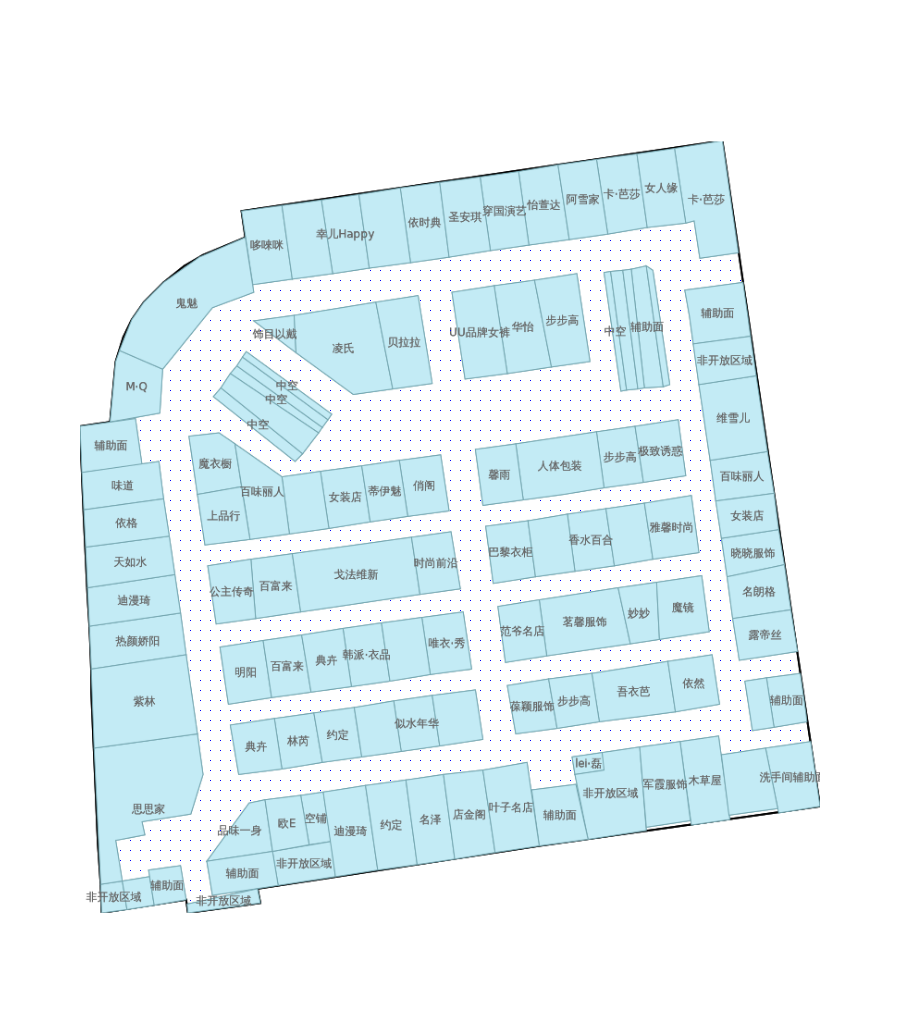 女人缘
卡·芭莎
卡·芭莎
阿雪家
怡萱达
穿国演艺
圣安琪
依时典
幸儿Happy
哆唻咪
鬼魅
辅助面
步步高
华怡
UU品牌女裤
中空
辅助面
饰目以戴
凌氏
贝拉拉
非开放区域
M·Q
中空
中空
中空
维雪儿
辅助面
魔衣橱
百味丽人
上品行
女装店
蒂伊魅
俏阁
馨雨
人体包装
步步高
极致诱惑
百味丽人
味道
依格
女装店
巴黎衣柜
香水百合
雅馨时尚
晓晓服饰
天如水
公主传奇
百富来
戈法维新
时尚前沿
名朗格
迪漫琦
范爷名店
茗馨服饰
妙妙
魔镜
露帝丝
热颜娇阳
明阳
百富来
典卉
韩派·衣品
唯衣·秀
紫林
葆颖服饰
步步高
吾衣芭
依然
辅助面
典卉
林芮
约定
似水年华
lei·磊
非开放区域
军霞服饰
木草屋
洗手间辅助面
思思家
品味一身
欧E
空铺
迪漫琦
约定
名泽
店金阁
叶子名店
辅助面
非开放区域
辅助面
辅助面
非开放区域
非开放区域